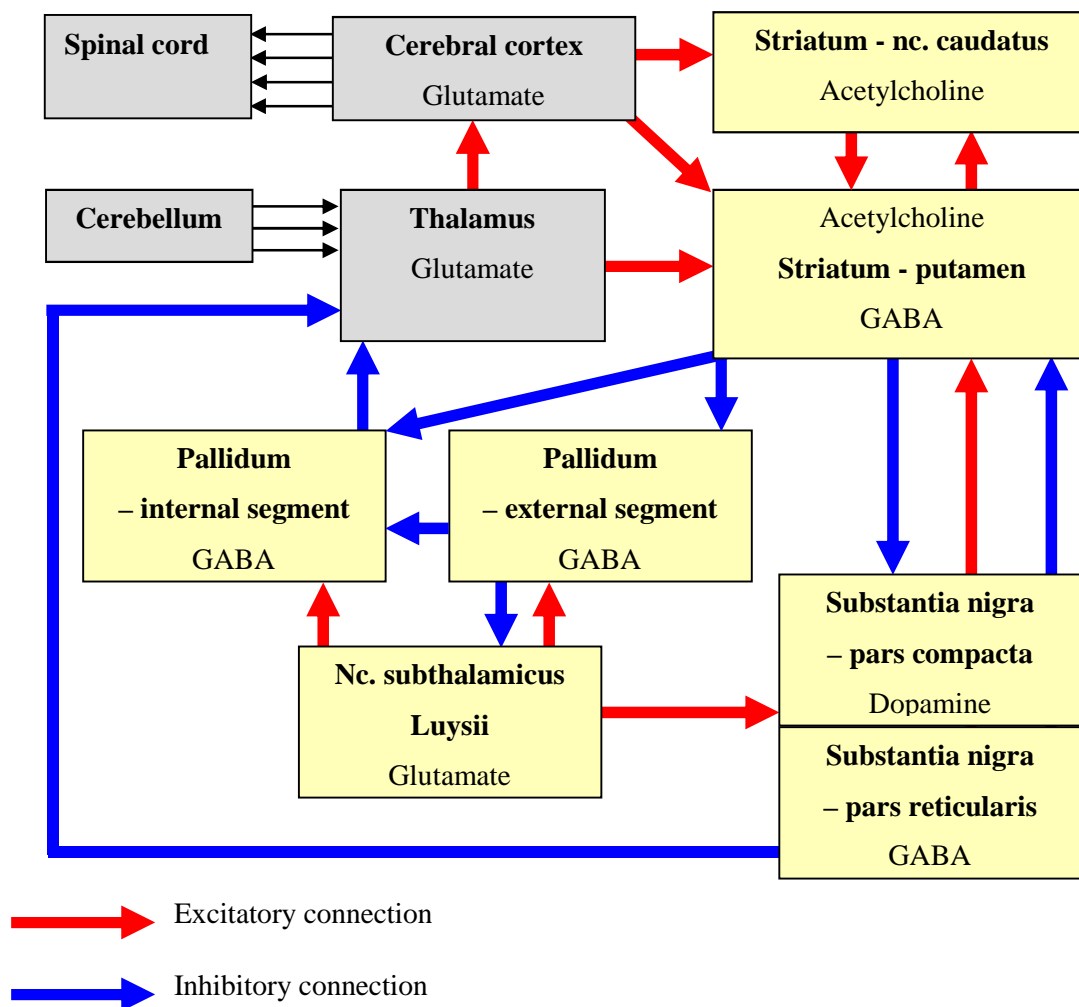 Spinal cord
Cerebral cortex
Glutamate
Striatum - nc. caudatus
Acetylcholine
Cerebellum
Thalamus
Glutamate
Acetylcholine
Striatum - putamen
GABA
Pallidum
– internal segment
GABA
Pallidum
– external segment
GABA
Nc. subthalamicus
Luysii
Glutamate
Substantia nigra
– pars compacta
Dopamine
Substantia nigra
– pars reticularis
GABA
Excitatory connection
Inhibitory connection